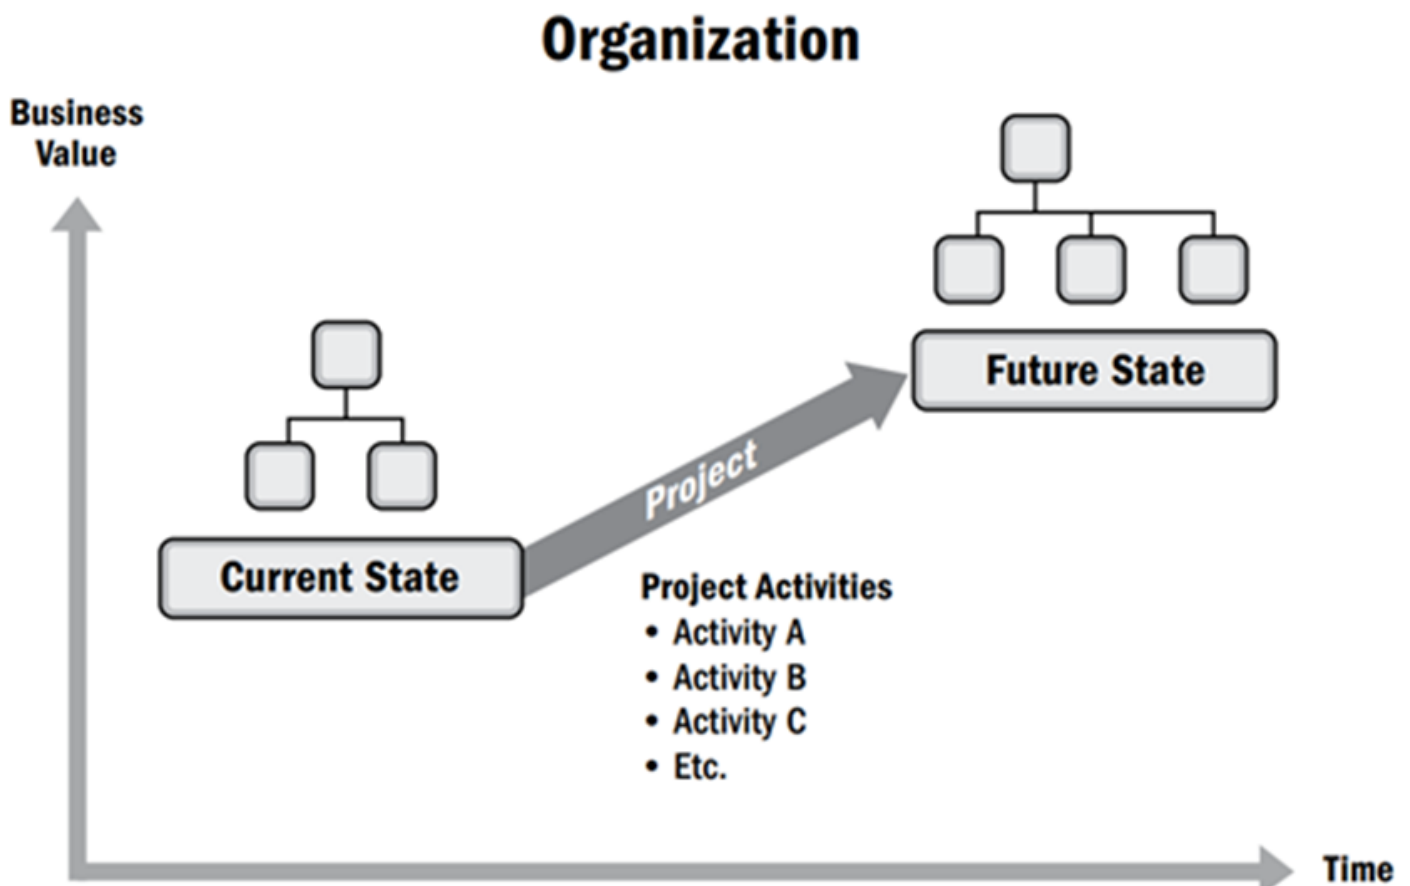 Organization
Business
Value
Future State
Project
Current State
Project Activities
• Activity A
• Activity B
• Activity C
• Etc.
Time